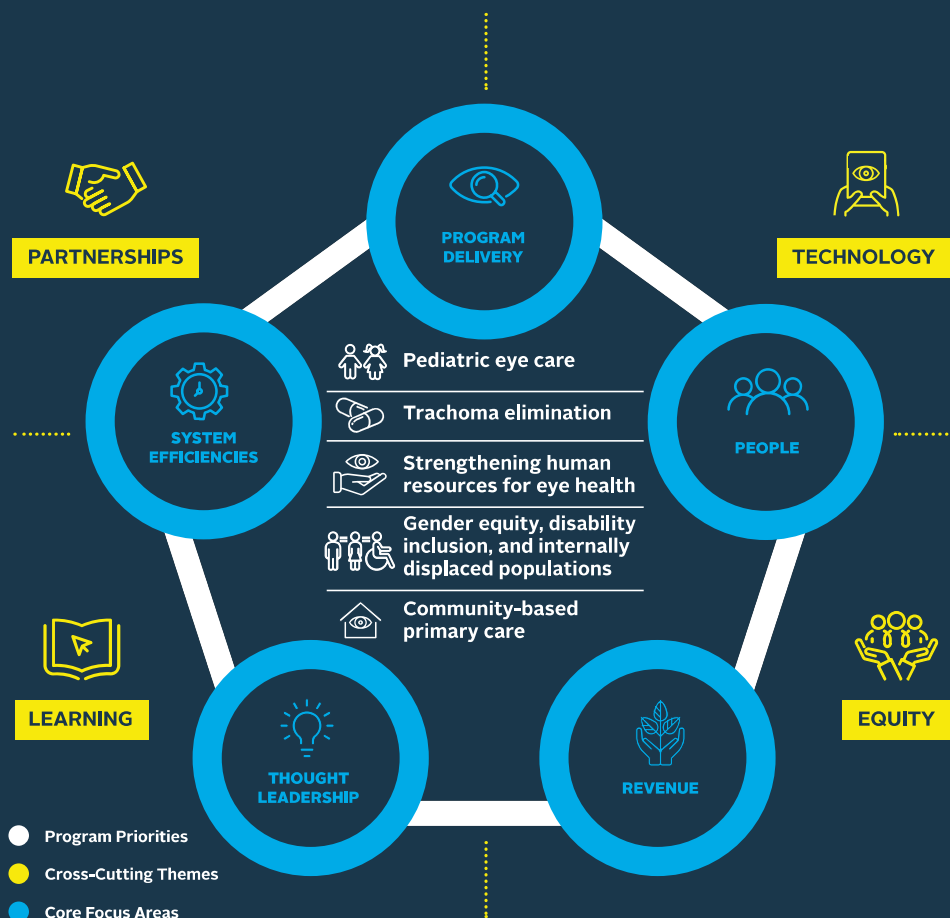 PROGRAM
DELIVERY
PARTNERSHIPS
TECHNOLOGY
SYSTEM
EFFICIENCIES
PEOPLE
Pediatric eye care
Trachoma elimination
Strengthening human
resources for eye health
Gender equity, disability
inclusion, and internally
displaced populations
Community-based
primary care
LEARNING
EQUITY
THOUGHT
LEADERSHIP
REVENUE
Program Priorities
Cross-Cutting Themes
Core Focus Areas